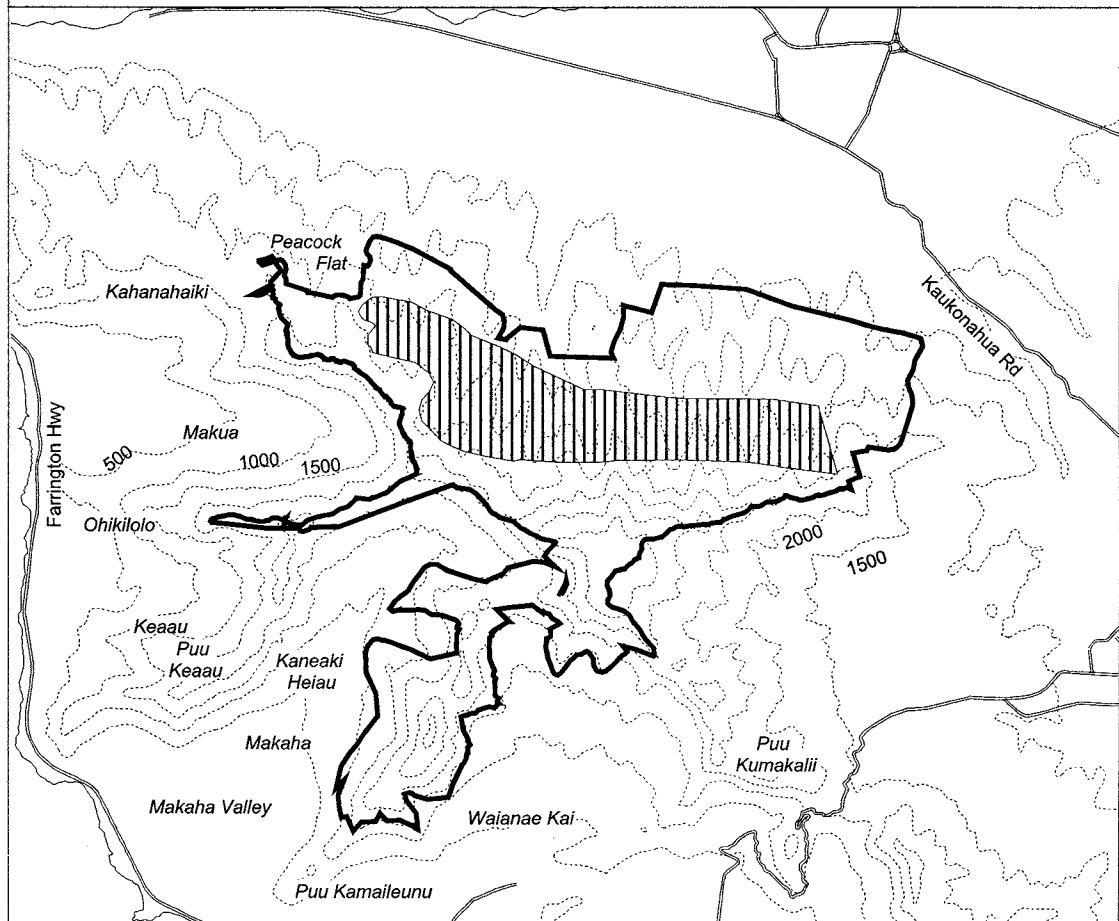 Peacock
Flat
Kahanahaiki
Kaukonahua Rd
Farrington Hwy
Makua
500
1000
1500
Ohikilolo
2000
1500
Keaau
Puu
Keaau
Kaneaki
Heiau
Makaha
Puu
Kumakalii
Makaha Valley
Waianae Kai
Puu Kamaileunu